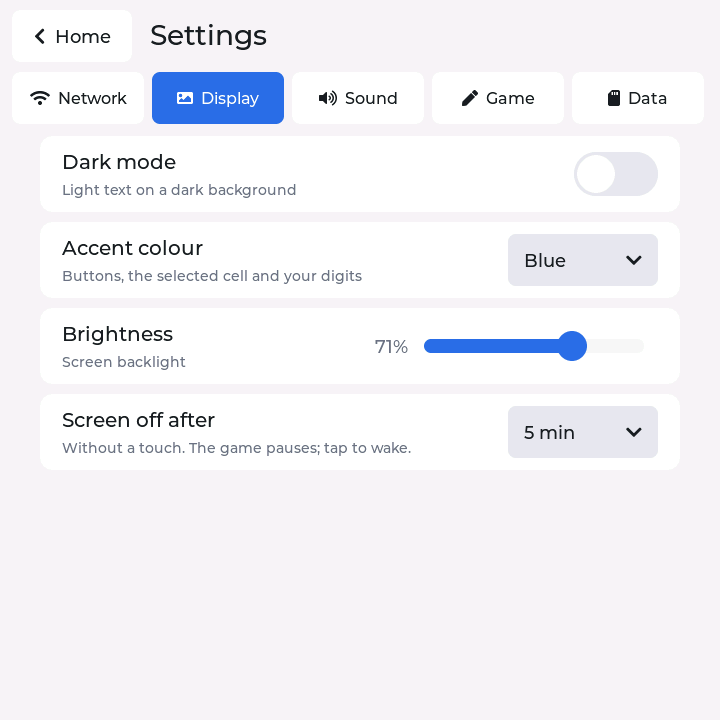 Home
Settings
Network
Display
Sound
Game
Data
Dark mode
Light text on a dark background
Accent colour
Buttons, the selected cell and your digits
Blue
Brightness
Screen backlight
71%
Screen off after
Without a touch. The game pauses; tap to wake.
5 min